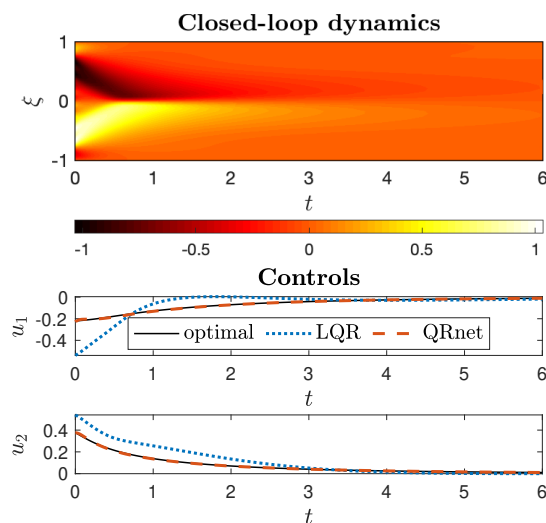 Closed-loop dynamics
1
0
-1
ξ
0 1 2 3 4 5 6
t
-1 -0.5 0 0.5 1
Controls
0
-0.2
-0.4
u1
optimal LQR QRnet
0 1 2 3 4 5 6
t
0.4
0.2
0
u2
0 1 2 3 4 5 6
t